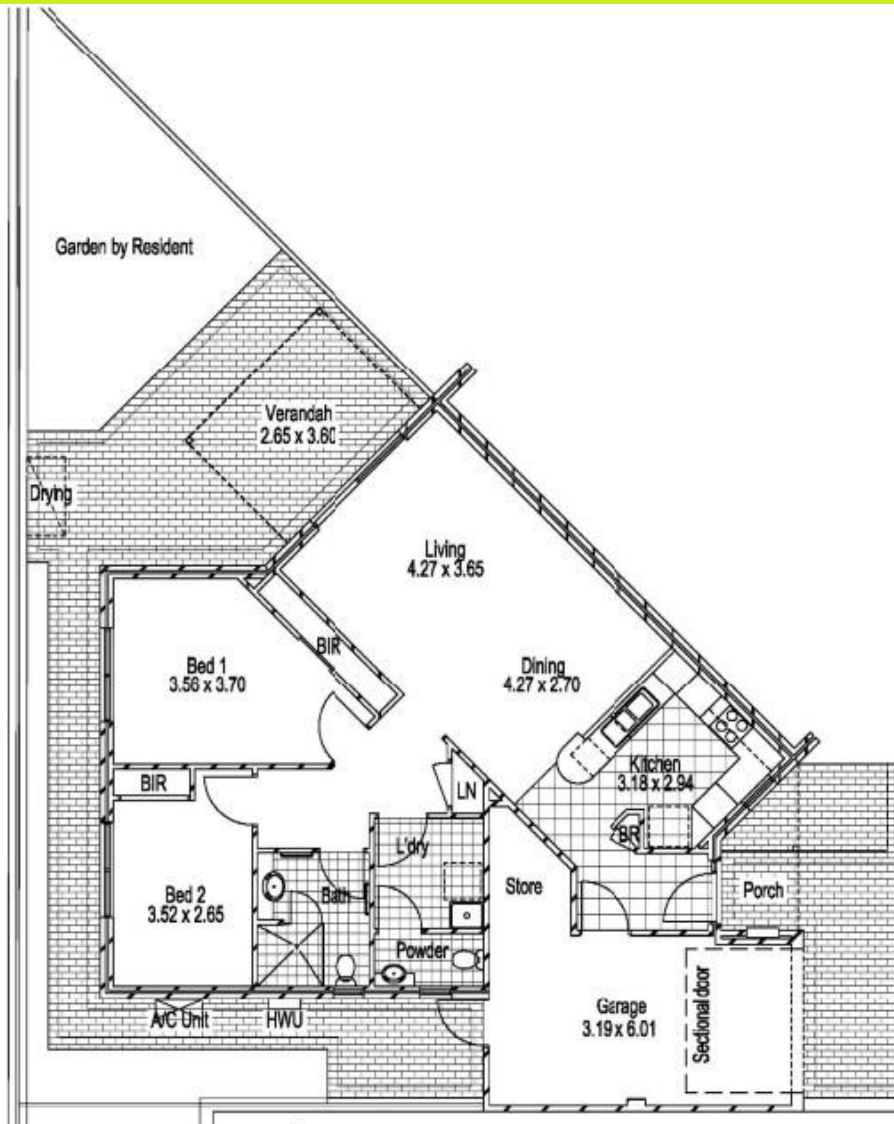 Garden by Resident
Verandah
2.65 x 3.60
Drying
Living
4.27 x 3.65
BIR
Bed 1
3.56 x 3.70
Dining
4.27 x 2.70
Kitchen
3.18 x 2.94
BIR
LN
BR
L'dry
Store
Porch
Bed 2
3.52 x 2.65
Bath
Powder
A/C Unit
HWU
Garage
3.19 x 6.01
Sectional door